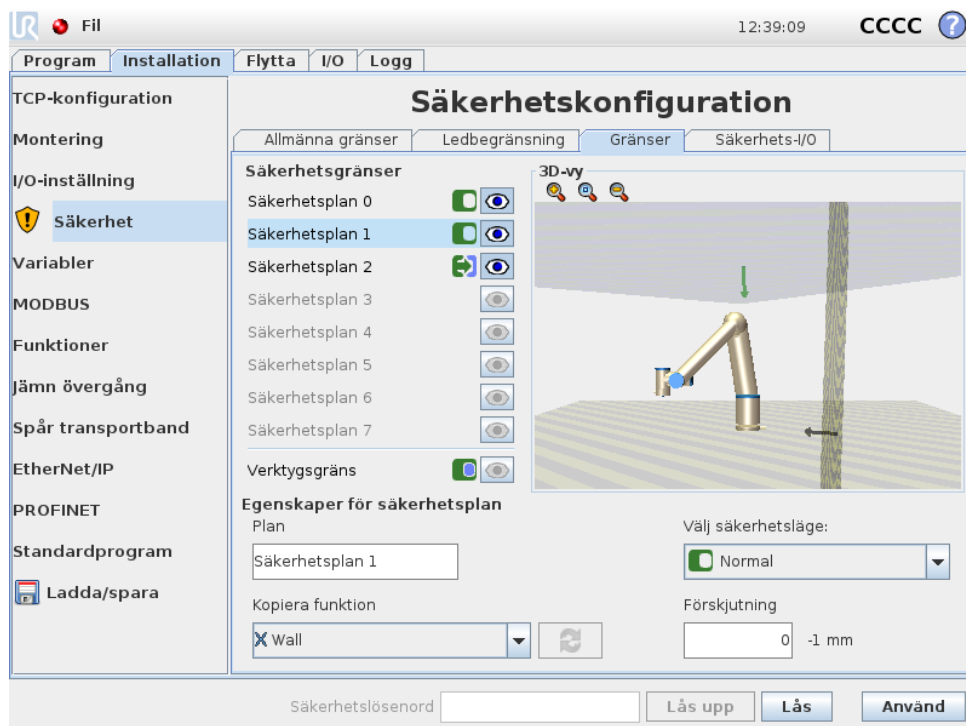 UR Fil 12:39:09 CCCC ?
Program Installation Flytta I/O Logg
TCP-konfiguration
Montering
I/O-inställning
Säkerhet
Variabler
MODBUS
Funktioner
Jämn övergång
Spår transportband
EtherNet/IP
PROFINET
Standardprogram
Ladda/spara
Säkerhetskonfiguration
Allmänna gränser Ledbegränsning Gränser Säkerhets-I/O
Säkerhetsgränser
Säkerhetsplan 0
Säkerhetsplan 1
Säkerhetsplan 2
Säkerhetsplan 3
Säkerhetsplan 4
Säkerhetsplan 5
Säkerhetsplan 6
Säkerhetsplan 7
Verktygsgräns
3D-vy
Egenskaper för säkerhetsplan
Plan
Säkerhetsplan 1
Kopiera funktion
Wall
Välj säkerhetsläge:
Normal
Förskjutning
0 -1 mm
Säkerhetslösenord Lås upp Lås Använd